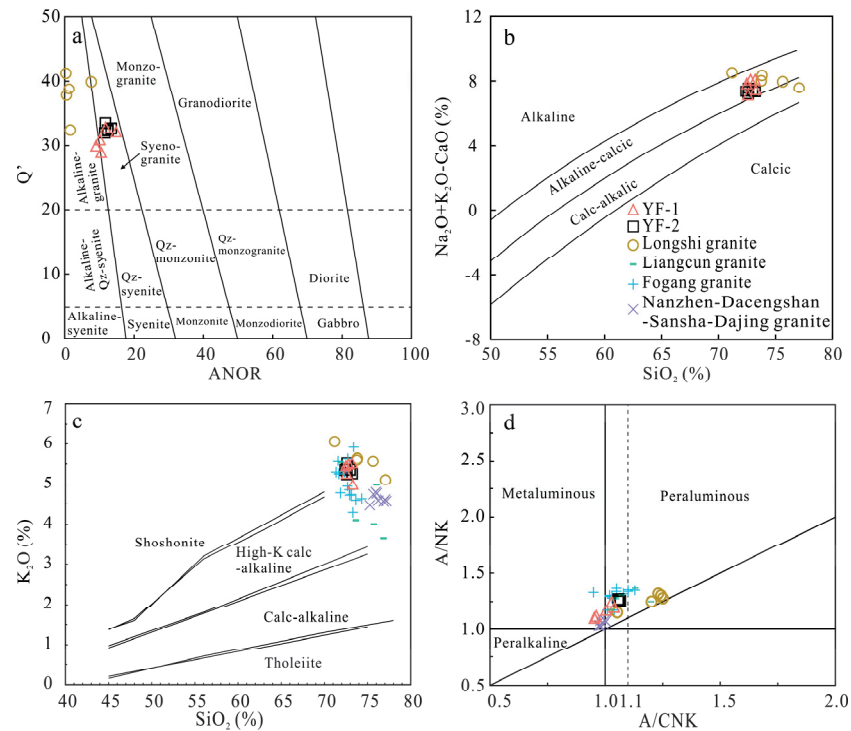 a
Q'
50
40
30
20
10
0
Monzo-
granite
Granodiorite
Syeno-
granite
Alkaline-
granite
Alkaline-
Qz-syenite
Qz-
syenite
Qz-
monzonite
Qz-
monzogranite
Diorite
Alkaline-
syenite
Syenite
Monzonite
Monzodiorite
Gabbro
0 20 40 60 80 100
ANOR
b
Na₂O+K₂O-CaO (%)
12
8
4
0
-4
-8
Alkaline
Alkaline-calcic
Calc-alkalic
Calcic
YF-1
YF-2
Longshi granite
Liangcun granite
Fogang granite
Nanzhen-Dacengshan
-Sansha-Dajing granite
50 55 60 65 70 75 80
SiO₂ (%)
c
K₂O (%)
7
6
5
4
3
2
1
0
Shoshonite
High-K calc
-alkaline
Calc-alkaline
Tholeiite
40 45 50 55 60 65 70 75 80
SiO₂ (%)
d
A/NK
3.0
2.5
2.0
1.5
1.0
0.5
Metaluminous
Peraluminous
Peralkaline
0.5 1.0 1.1 1.5 2.0
A/CNK